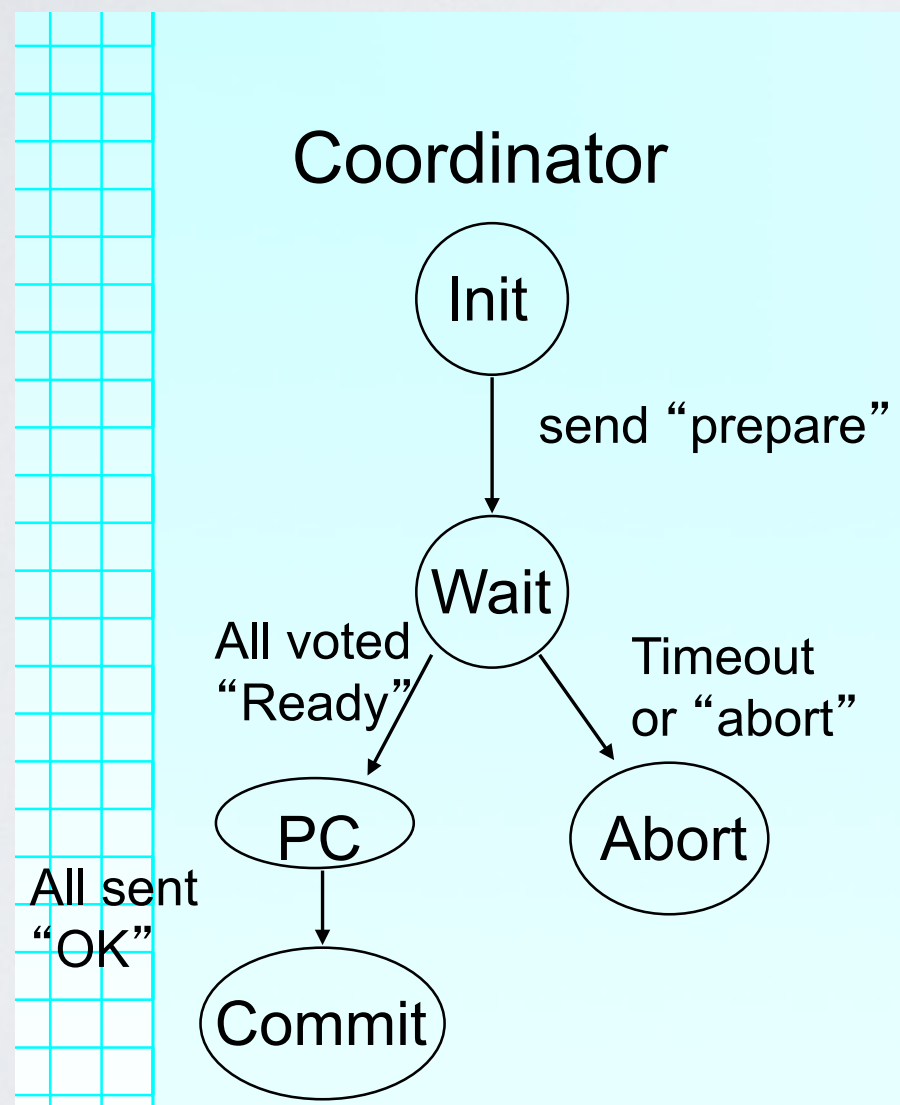 Coordinator
Init
send “prepare”
Wait
All voted
“Ready”
Timeout
or “abort”
PC
Abort
All sent
“OK”
Commit